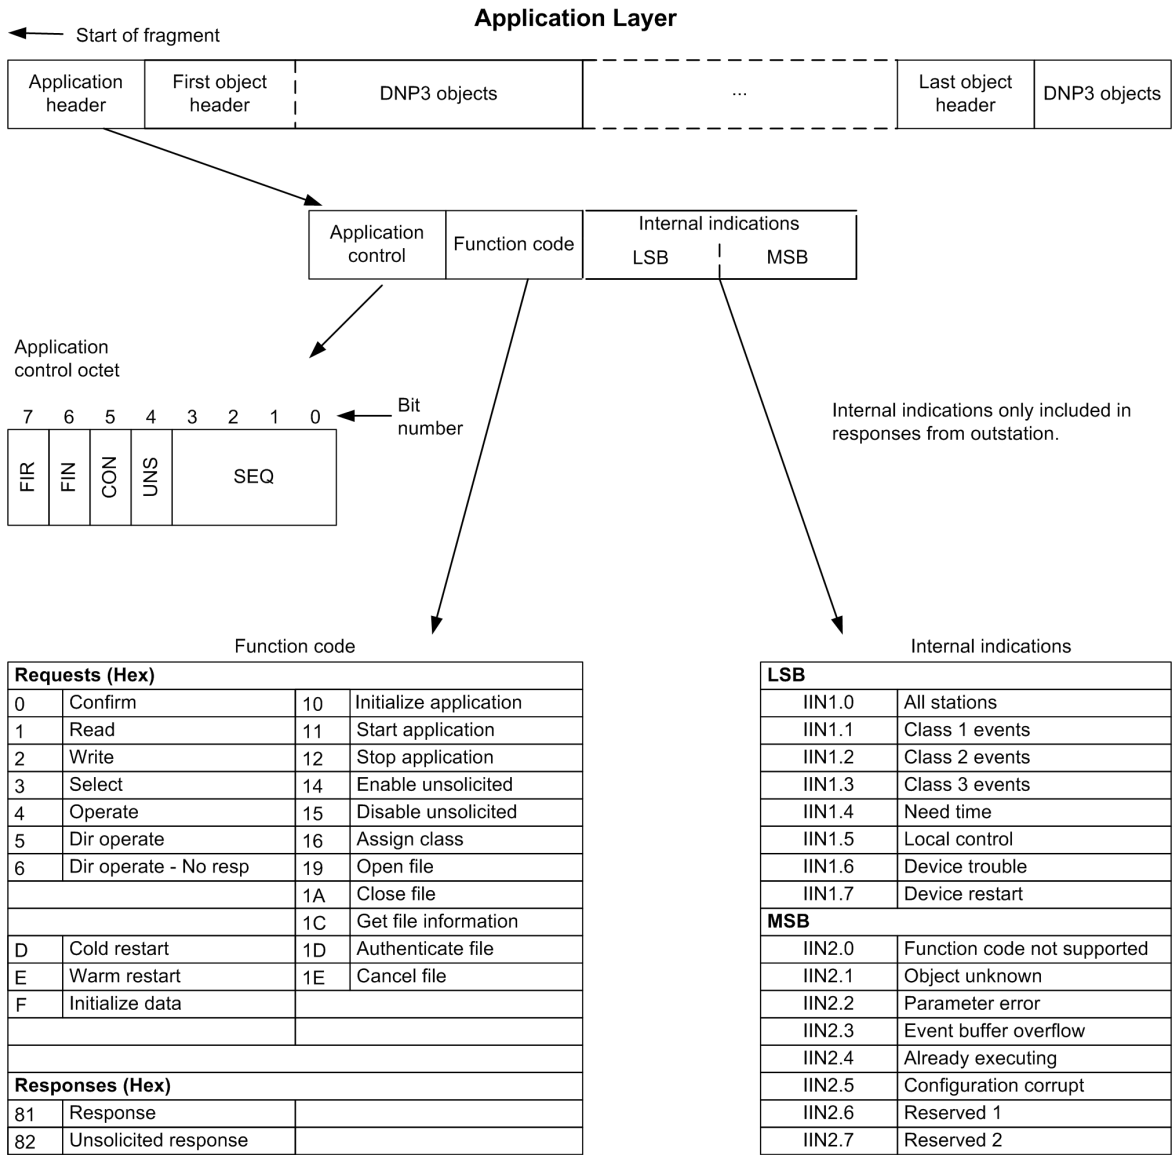 Application Layer
Start of fragment
Application header
First object header
DNP3 objects
...
Last object header
DNP3 objects
Application control
Function code
Internal indications
LSB
MSB
Application
control octet
7 6 5 4 3 2 1 0
Bit number
FIR FIN CON UNS SEQ
Internal indications only included in
responses from outstation.
Function code
Requests (Hex)
0 Confirm 10 Initialize application
1 Read 11 Start application
2 Write 12 Stop application
3 Select 14 Enable unsolicited
4 Operate 15 Disable unsolicited
5 Dir operate 16 Assign class
6 Dir operate - No resp 19 Open file
1A Close file
1C Get file information
D Cold restart 1D Authenticate file
E Warm restart 1E Cancel file
F Initialize data
Responses (Hex)
81 Response
82 Unsolicited response
Internal indications
LSB
IIN1.0 All stations
IIN1.1 Class 1 events
IIN1.2 Class 2 events
IIN1.3 Class 3 events
IIN1.4 Need time
IIN1.5 Local control
IIN1.6 Device trouble
IIN1.7 Device restart
MSB
IIN2.0 Function code not supported
IIN2.1 Object unknown
IIN2.2 Parameter error
IIN2.3 Event buffer overflow
IIN2.4 Already executing
IIN2.5 Configuration corrupt
IIN2.6 Reserved 1
IIN2.7 Reserved 2